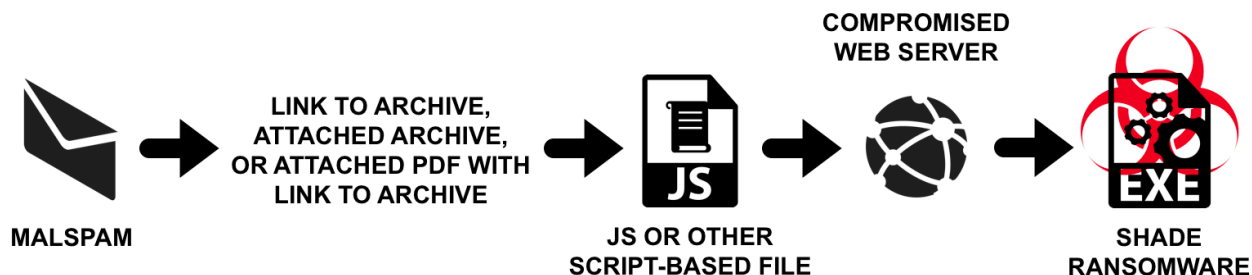 MALSPAM
LINK TO ARCHIVE,
ATTACHED ARCHIVE,
OR ATTACHED PDF WITH
LINK TO ARCHIVE
JS
JS OR OTHER
SCRIPT-BASED FILE
COMPROMISED
WEB SERVER
EXE
SHADE
RANSOMWARE